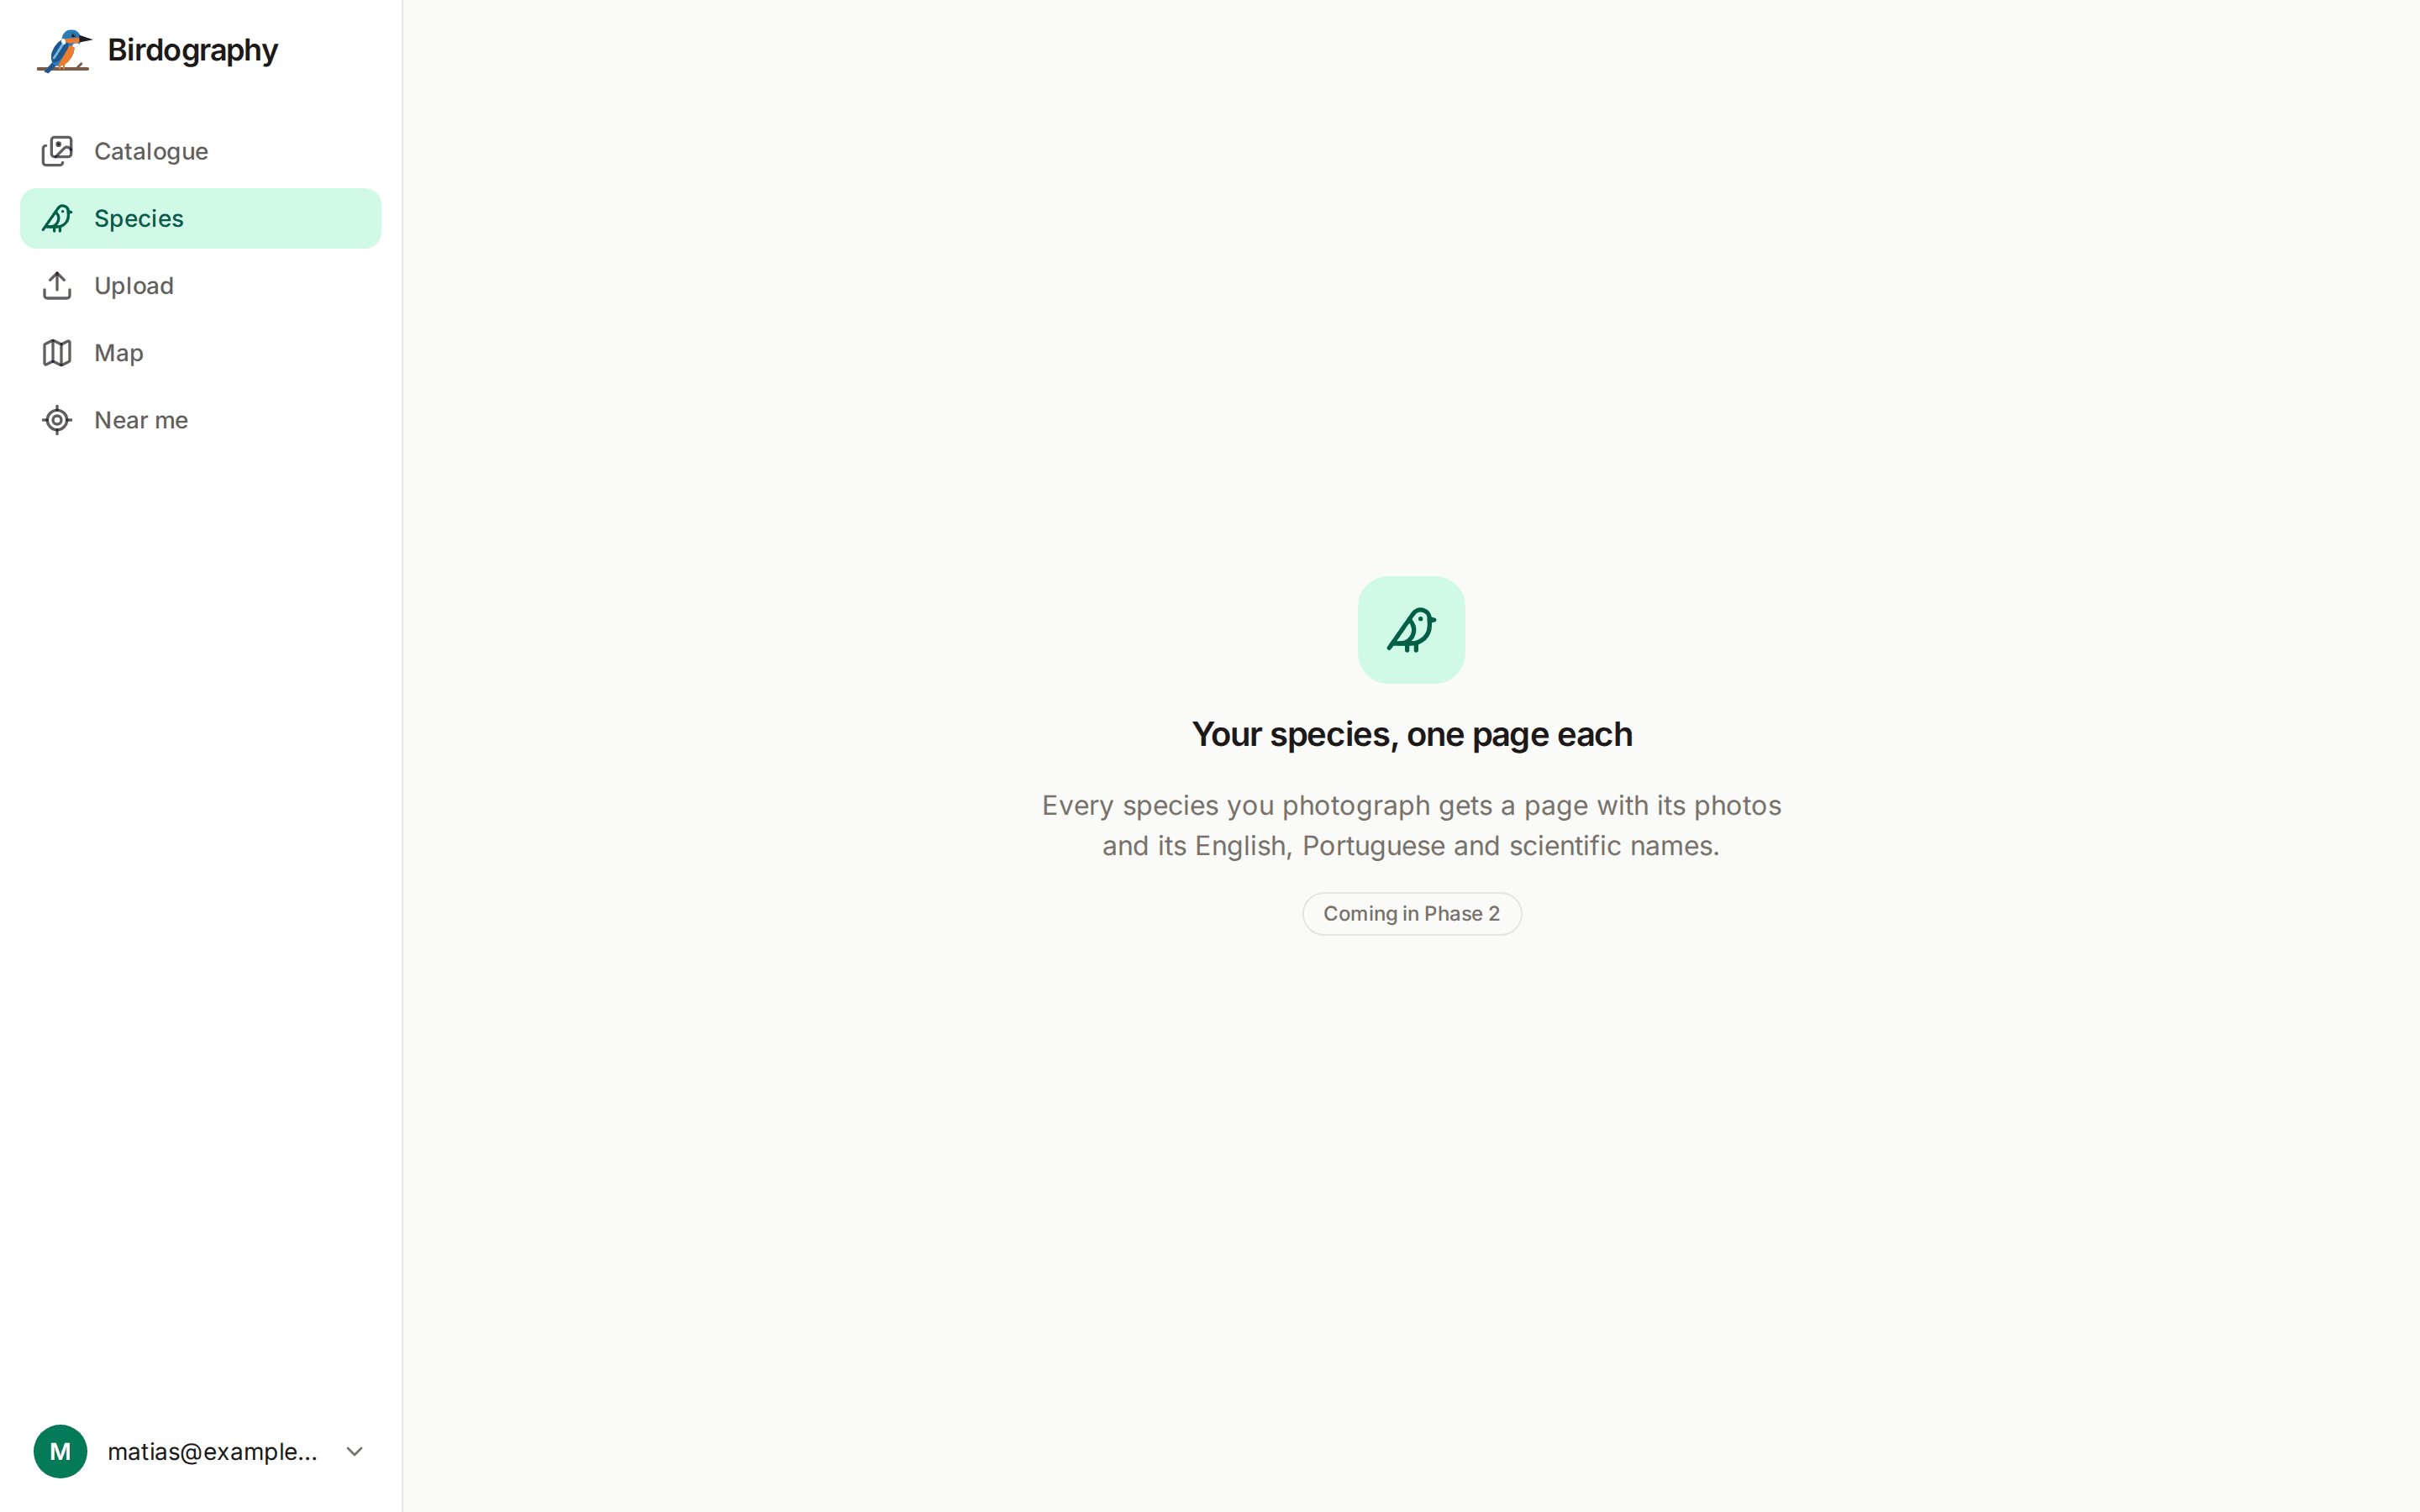 Birdography
Catalogue
Species
Upload
Map
Near me
Your species, one page each
Every species you photograph gets a page with its photos
and its English, Portuguese and scientific names.
Coming in Phase 2
M
matias@example...